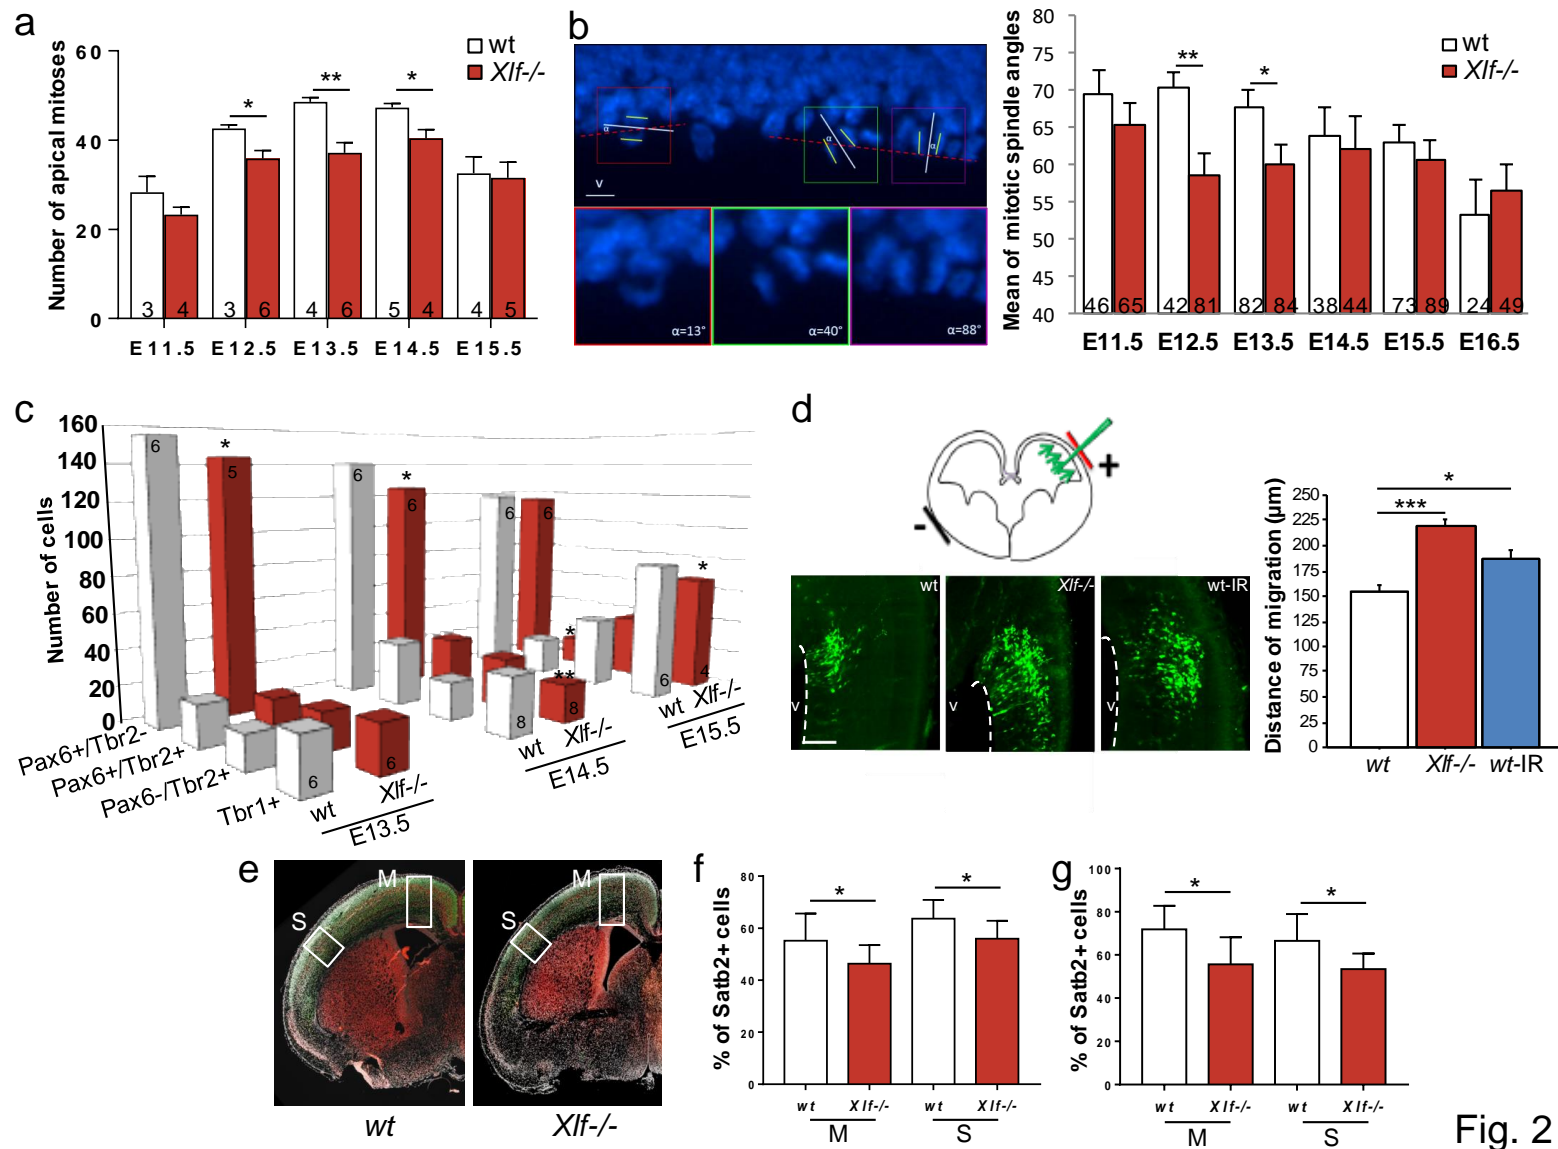 a
Number of apical mitoses
60
40
20
0
wt
Xlf-/-
*
**
*
3 4 3 6 4 6 5 4 4 5
E11.5 E12.5 E13.5 E14.5 E15.5
b
α
α
α
v
α=13°
α=40°
α=88°
Mean of mitotic spindle angles
80
75
70
65
60
55
50
45
40
wt
Xlf-/-
**
*
46 65 42 81 82 84 38 44 73 89 24 49
E11.5 E12.5 E13.5 E14.5 E15.5 E16.5
c
Number of cells
160
140
120
100
80
60
40
20
0
6
*
5
6
*
6
6
6
*
*
**
6
4
8
8
6
6
Pax6+/Tbr2-
Pax6+/Tbr2+
Pax6-/Tbr2+
Tbr1+
wt Xlf-/-
E13.5
wt Xlf-/-
E14.5
wt Xlf-/-
E15.5
d
+
-
wt
Xlf-/-
wt-IR
v
v
v
Distance of migration (µm)
250
225
200
175
150
125
100
75
50
25
0
*
***
wt Xlf-/- wt-IR
e
M
S
M
S
wt
Xlf-/-
f
% of Satb2+ cells
80
60
40
20
0
*
*
wt Xlf-/- wt Xlf-/-
M S
g
% of Satb2+ cells
100
80
60
40
20
0
*
*
wt Xlf-/- wt Xlf-/-
M S
Fig. 2